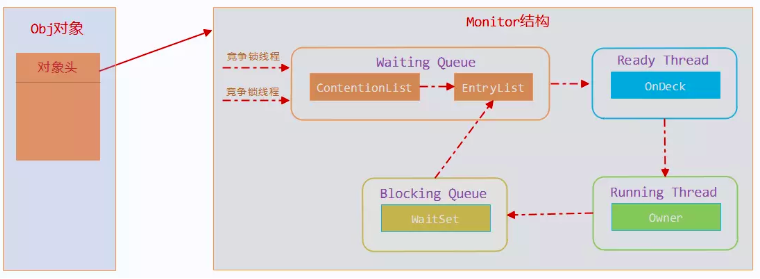 Obj对象
对象头
Monitor结构
竞争锁线程
竞争锁线程
Waiting Queue
ContentionList
EntryList
Ready Thread
OnDeck
Blocking Queue
WaitSet
Running Thread
Owner